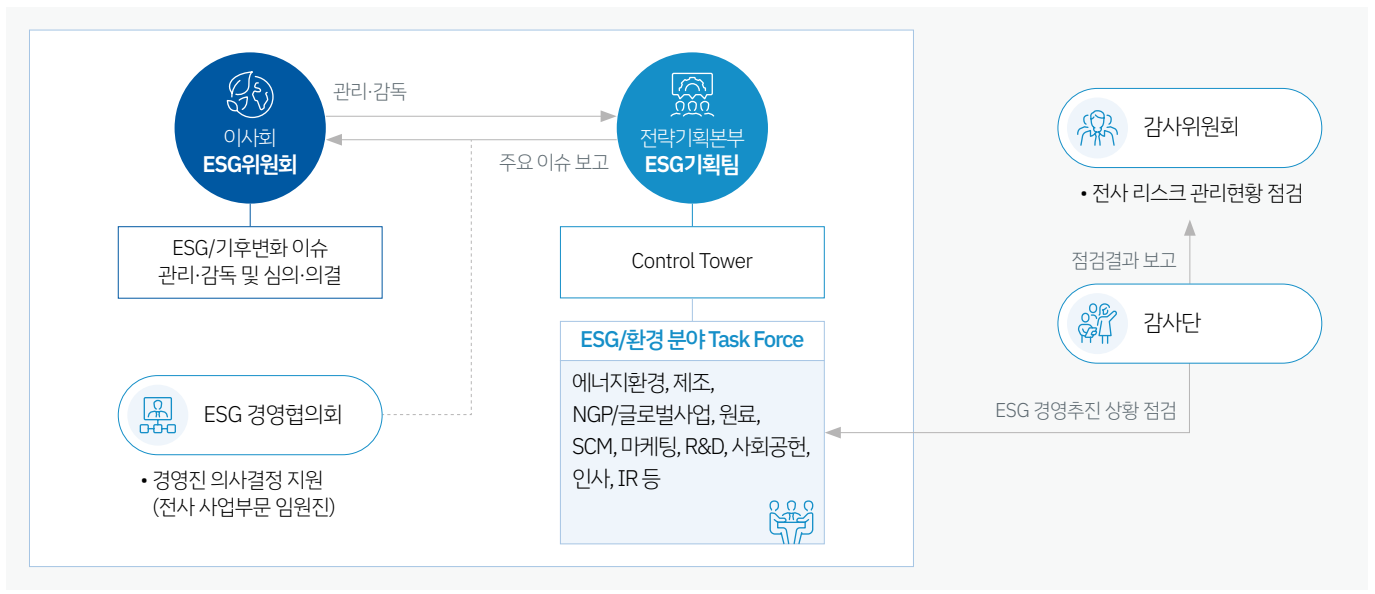 관리·감독
이사회
ESG위원회
전략기획본부
ESG기획팀
주요 이슈 보고
ESG/기후변화 이슈
관리·감독 및 심의·의결
Control Tower
ESG/환경 분야 Task Force
에너지환경, 제조,
NGP/글로벌사업, 원료,
SCM, 마케팅, R&D, 사회공헌,
인사, IR 등
ESG 경영협의회
• 경영진 의사결정 지원
(전사 사업부문 임원진)
감사위원회
• 전사 리스크 관리현황 점검
점검결과 보고
감사단
ESG 경영추진 상황 점검